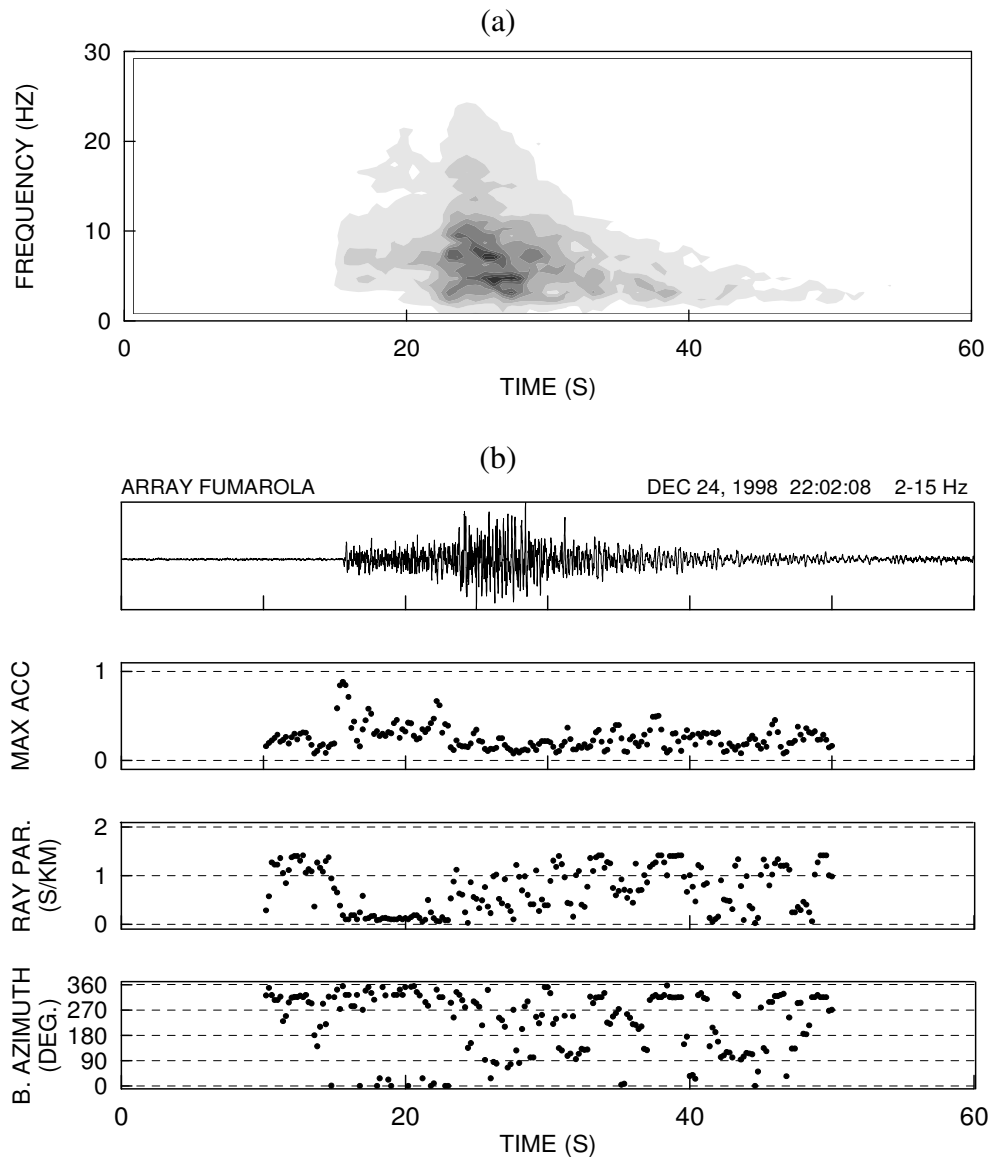 (a)
30
20
10
0
FREQUENCY (HZ)
0 20 40 60
TIME (S)
(b)
ARRAY FUMAROLA DEC 24, 1998 22:02:08 2-15 Hz
MAX ACC
1
0
RAY PAR.
(S/KM)
2
1
0
B. AZIMUTH
(DEG.)
360
270
180
90
0
0 20 40 60
TIME (S)